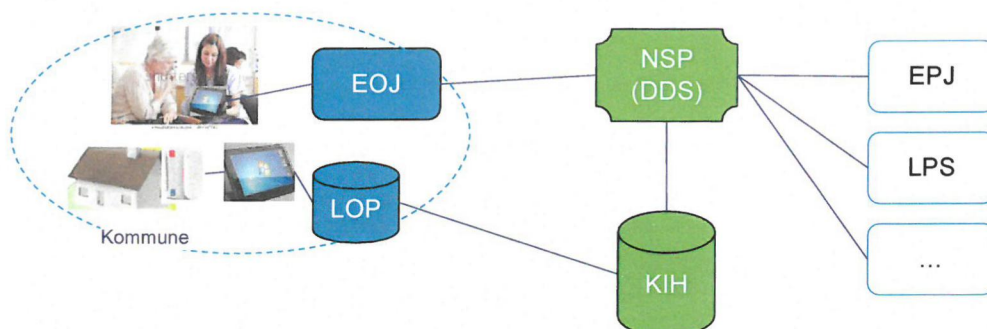 EOJ
NSP
(DDS)
EPJ
LPS
LOP
Kommune
KIH
...